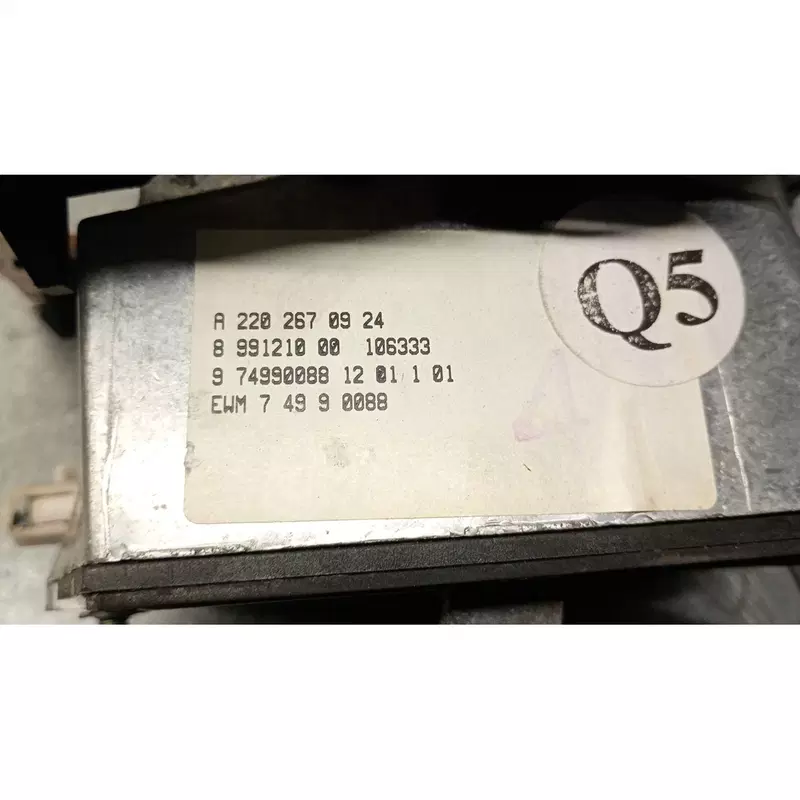 Q5
A 220 267 09 24
8 991210 00 106333
9 74990088 12 01 1 01
EWM 7 49 9 0088